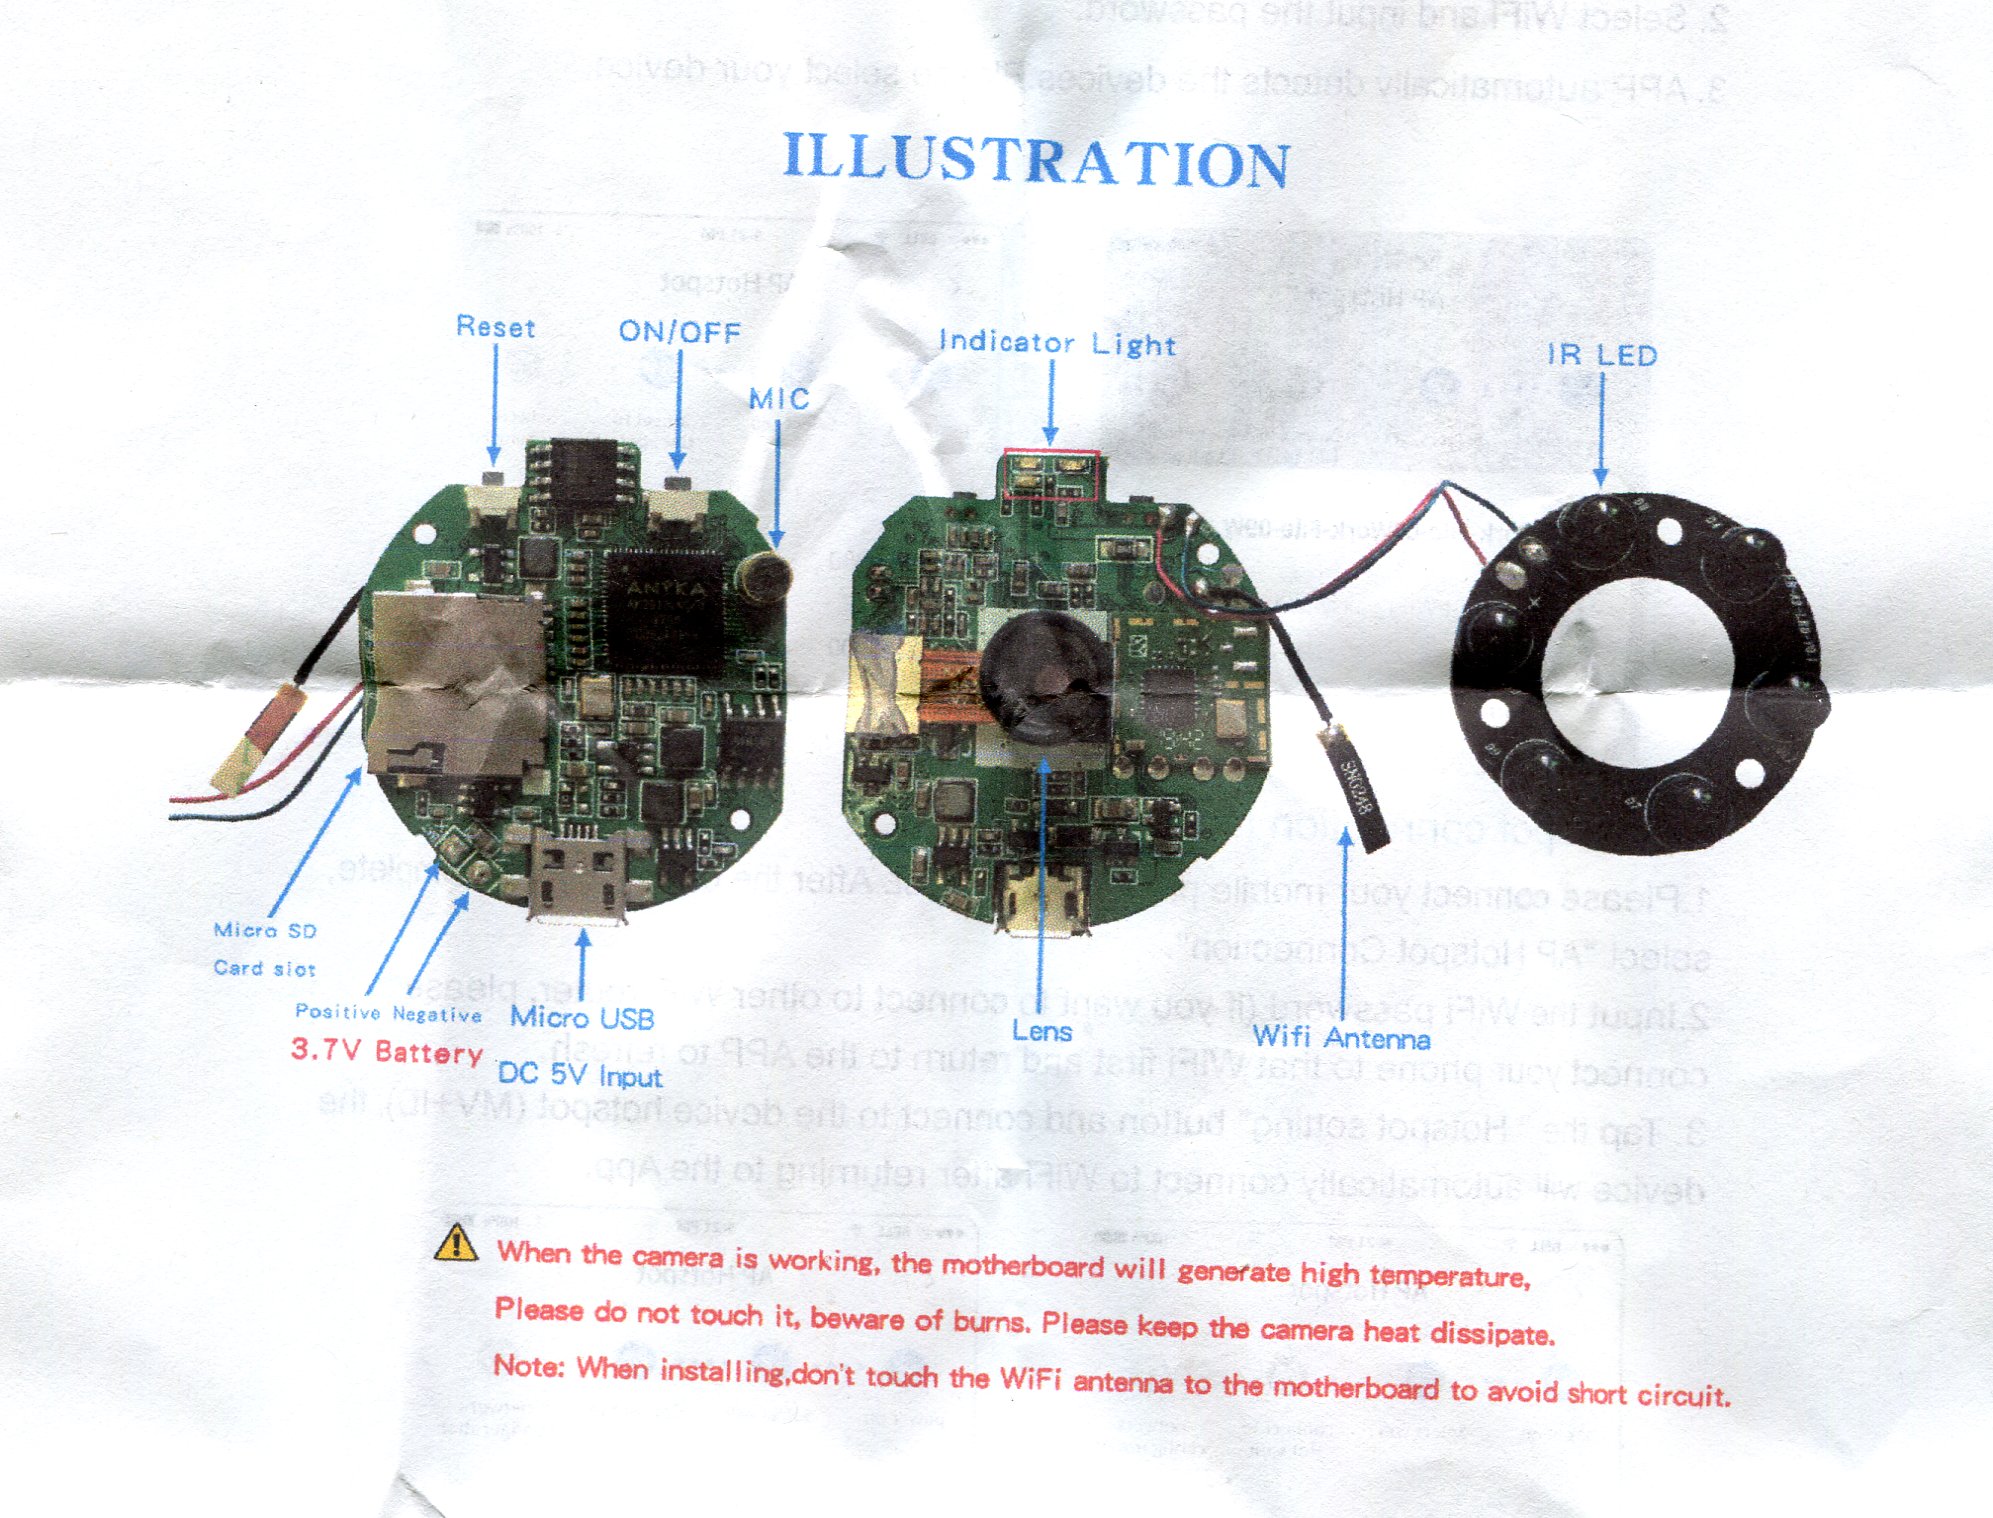 ILLUSTRATION
Reset
ON/OFF
MIC
Indicator Light
IR LED
ANYKA
SNG248
Micro SD
Card slot
Positive Negative
3.7V Battery
Micro USB
DC 5V Input
Lens
Wifi Antenna
When the camera is working, the motherboard will generate high temperature,
Please do not touch it, beware of burns. Please keep the camera heat dissipate.
Note: When installing,don't touch the WiFi antenna to the motherboard to avoid short circuit.